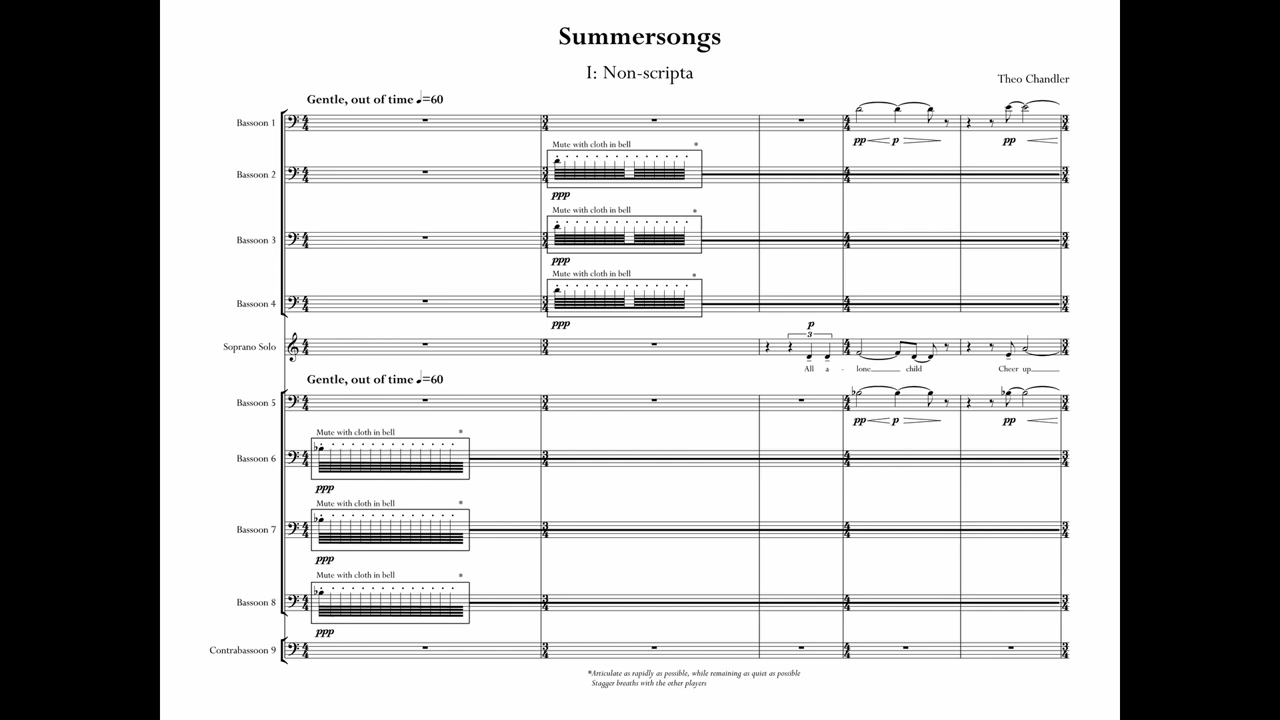 Summersongs
I: Non-scripta
Theo Chandler
Gentle, out of time ♩=60
Bassoon 1
pp p pp
Mute with cloth in bell *
Bassoon 2
ppp
Mute with cloth in bell *
Bassoon 3
ppp
Mute with cloth in bell *
Bassoon 4
ppp
p
3
Soprano Solo
All a - lone child Cheer up
Gentle, out of time ♩=60
Bassoon 5
pp p pp
Mute with cloth in bell *
Bassoon 6
ppp
Mute with cloth in bell *
Bassoon 7
ppp
Mute with cloth in bell *
Bassoon 8
ppp
Contrabassoon 9
*Articulate as rapidly as possible, while remaining as quiet as possible
Stagger breaths with the other players